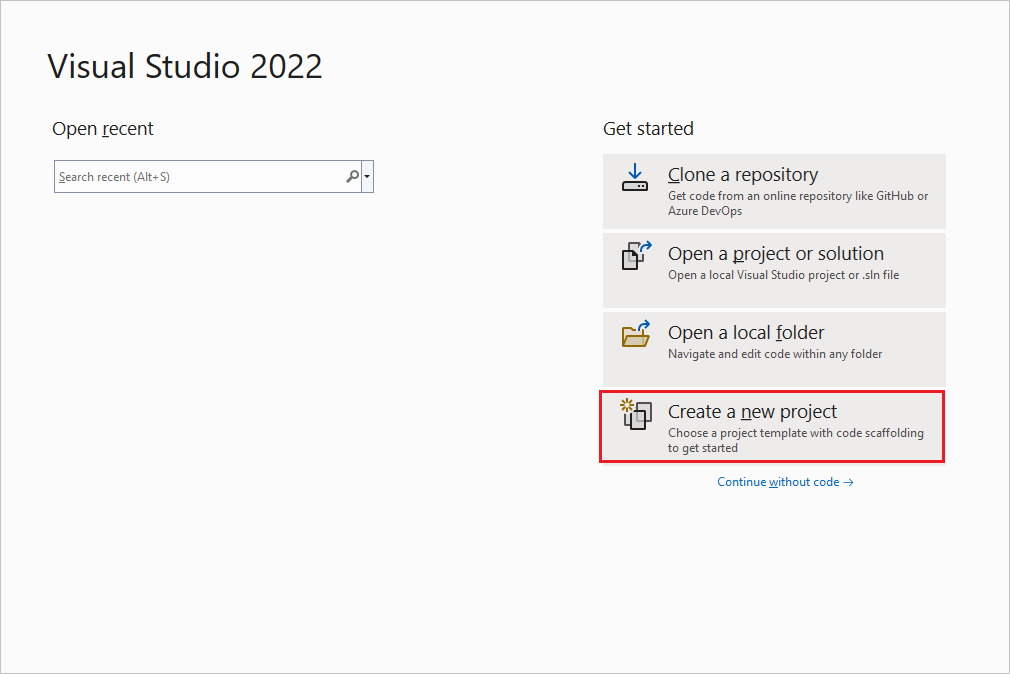 Visual Studio 2022
Open recent
Search recent (Alt+S)
Get started
Clone a repository
Get code from an online repository like GitHub or
Azure DevOps
Open a project or solution
Open a local Visual Studio project or .sln file
Open a local folder
Navigate and edit code within any folder
Create a new project
Choose a project template with code scaffolding
to get started
Continue without code →